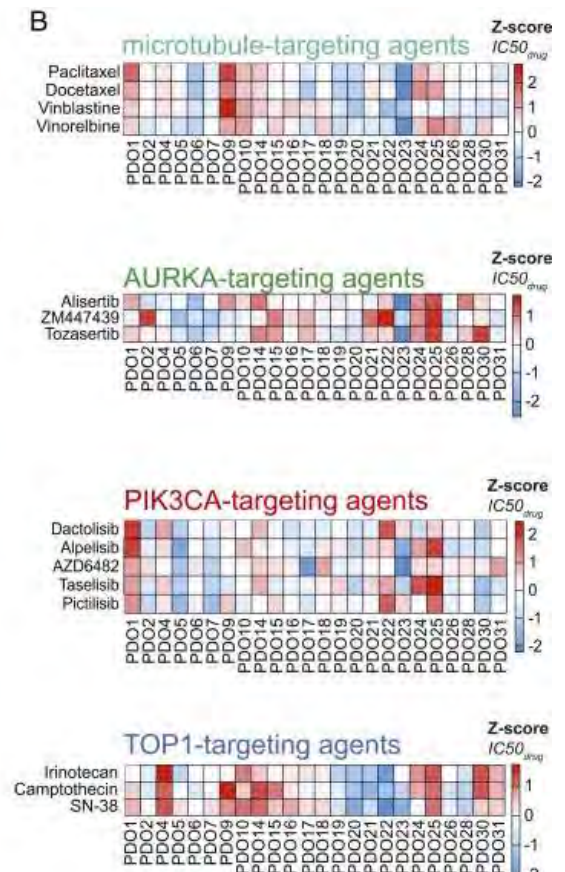 B
microtubule-targeting agents
Z-score
IC50drug
Paclitaxel
Docetaxel
Vinblastine
Vinorelbine
2
1
0
-1
-2
PDO1 PDO2 PDO4 PDO5 PDO6 PDO7 PDO9 PDO10 PDO14 PDO15 PDO16 PDO17 PDO18 PDO19 PDO20 PDO21 PDO22 PDO23 PDO24 PDO25 PDO26 PDO28 PDO30 PDO31
AURKA-targeting agents
Z-score
IC50drug
Alisertib
ZM447439
Tozasertib
1
0
-1
-2
PDO1 PDO2 PDO4 PDO5 PDO6 PDO7 PDO9 PDO10 PDO14 PDO15 PDO16 PDO17 PDO18 PDO19 PDO20 PDO21 PDO22 PDO23 PDO24 PDO25 PDO26 PDO28 PDO30 PDO31
PIK3CA-targeting agents
Z-score
IC50drug
Dactolisib
Alpelisib
AZD6482
Taselisib
Pictilisib
2
1
0
-1
-2
PDO1 PDO2 PDO4 PDO5 PDO6 PDO7 PDO9 PDO10 PDO14 PDO15 PDO16 PDO17 PDO18 PDO19 PDO20 PDO21 PDO22 PDO23 PDO24 PDO25 PDO26 PDO28 PDO30 PDO31
TOP1-targeting agents
Z-score
IC50drug
Irinotecan
Camptothecin
SN-38
1
0
-1
PDO1 PDO2 PDO4 PDO5 PDO6 PDO7 PDO9 PDO10 PDO14 PDO15 PDO16 PDO17 PDO18 PDO19 PDO20 PDO21 PDO22 PDO23 PDO24 PDO25 PDO26 PDO28 PDO30 PDO31